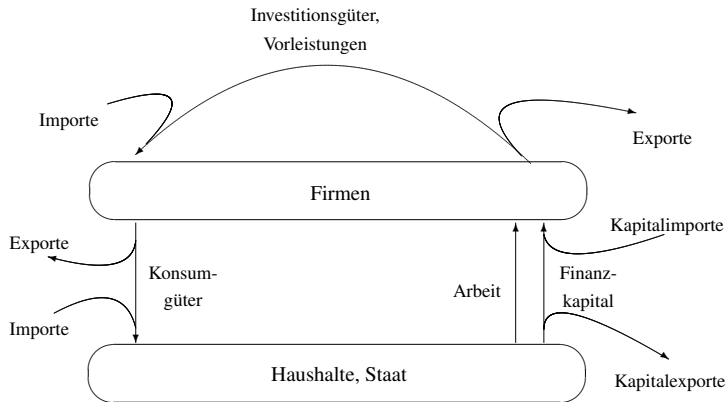 Investitionsgüter,
Vorleistungen
Importe
Exporte
Firmen
Exporte
Kapitalimporte
Konsum-
güter
Arbeit
Finanz-
kapital
Importe
Haushalte, Staat
Kapitalexporte